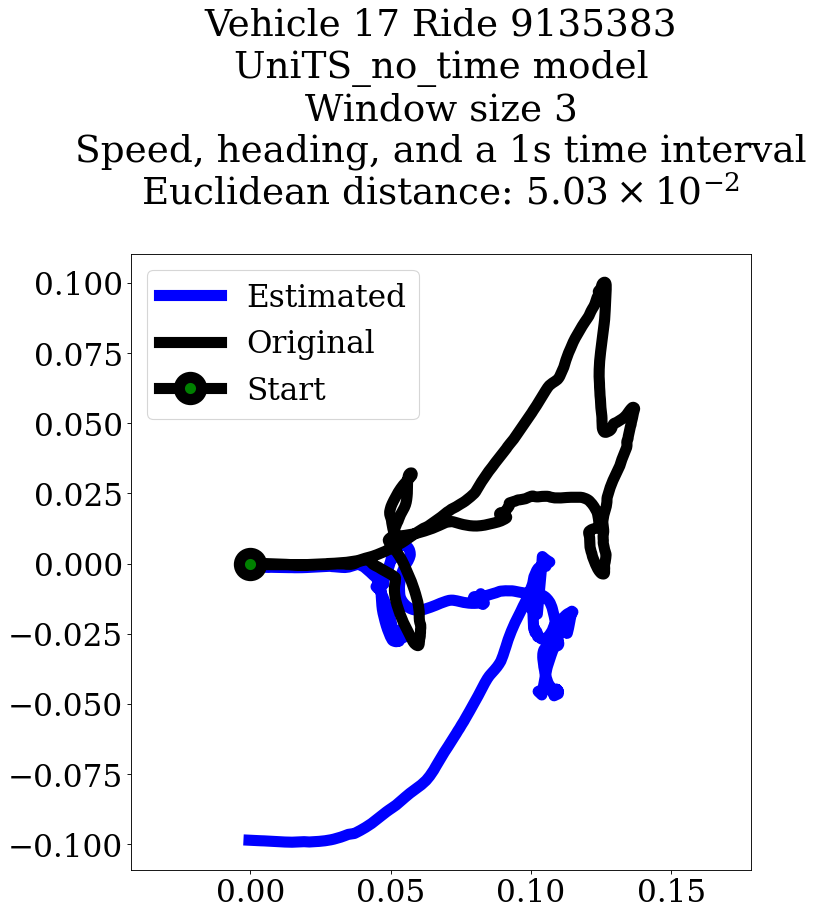 Vehicle 17 Ride 9135383
UniTS_no_time model
Window size 3
Speed, heading, and a 1s time interval
Euclidean distance: 5.03 × 10⁻²
Estimated
Original
Start
0.100
0.075
0.050
0.025
0.000
−0.025
−0.050
−0.075
−0.100
0.00 0.05 0.10 0.15